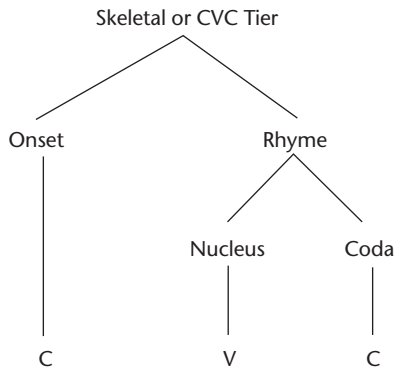 Skeletal or CVC Tier
Onset Rhyme
Nucleus Coda
C V C